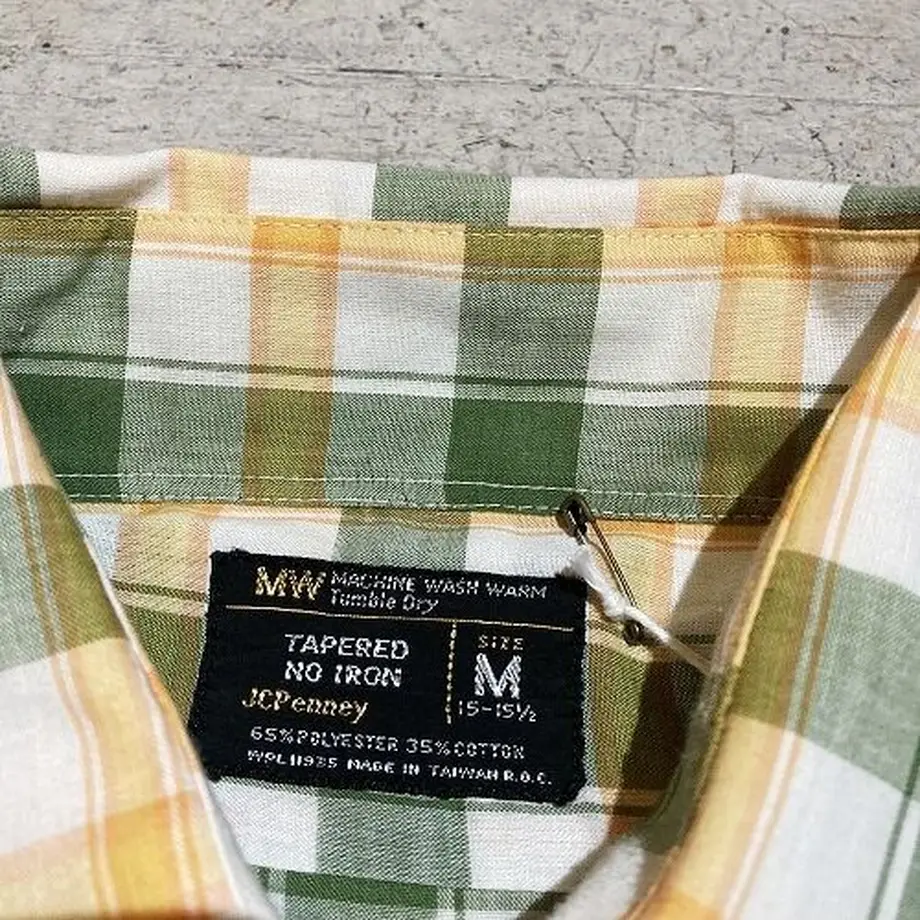 MW MACHINE WASH WARM
Tumble Dry
TAPERED
NO IRON
JCPenney
SIZE
M
15-15½
65% POLYESTER 35% COTTON
WPL 11935 MADE IN TAIWAN R.O.C.